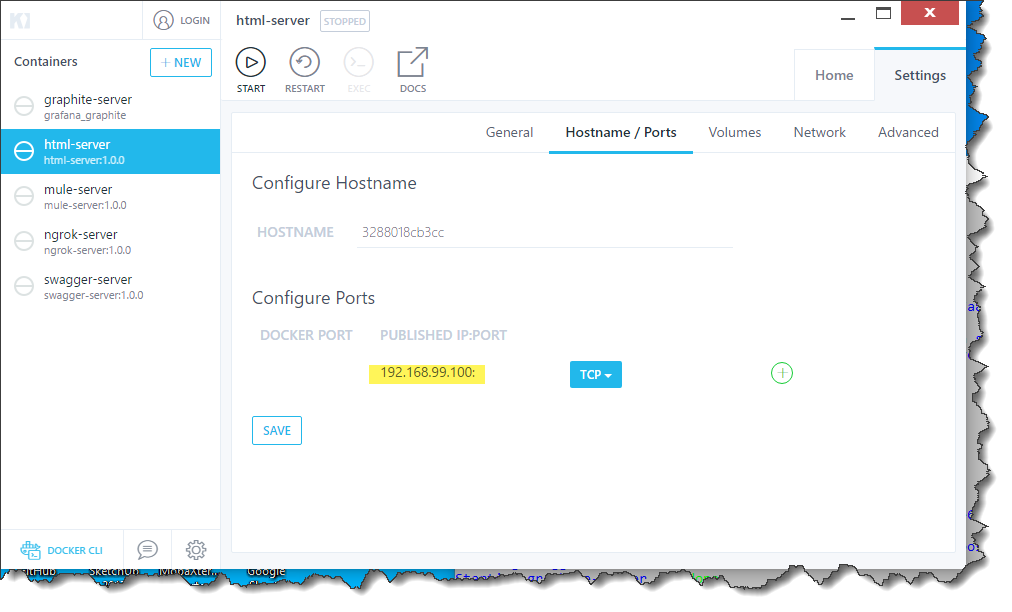 LOGIN
html-server STOPPED
Containers
+ NEW
START
RESTART
EXEC
DOCS
Home
Settings
graphite-server
grafana_graphite
html-server
html-server:1.0.0
mule-server
mule-server:1.0.0
ngrok-server
ngrok-server:1.0.0
swagger-server
swagger-server:1.0.0
General
Hostname / Ports
Volumes
Network
Advanced
Configure Hostname
HOSTNAME 3288018cb3cc
Configure Ports
DOCKER PORT PUBLISHED IP:PORT
192.168.99.100: TCP
SAVE
DOCKER CLI
Google